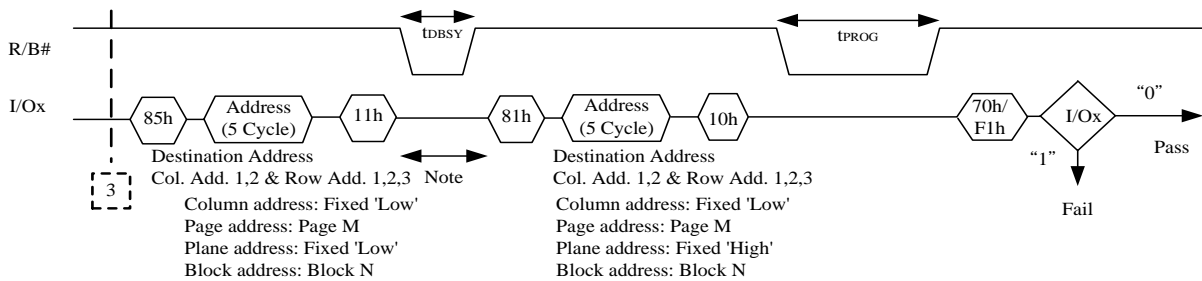 tDBSY
tPROG
R/B#
I/Ox
85h
Address
(5 Cycle)
11h
81h
Address
(5 Cycle)
10h
70h/
F1h
I/Ox
“0”
“1”
Pass
Fail
3
Destination Address
Col. Add. 1,2 & Row Add. 1,2,3
Column address: Fixed 'Low'
Page address: Page M
Plane address: Fixed 'Low'
Block address: Block N
Note
Destination Address
Col. Add. 1,2 & Row Add. 1,2,3
Column address: Fixed 'Low'
Page address: Page M
Plane address: Fixed 'High'
Block address: Block N